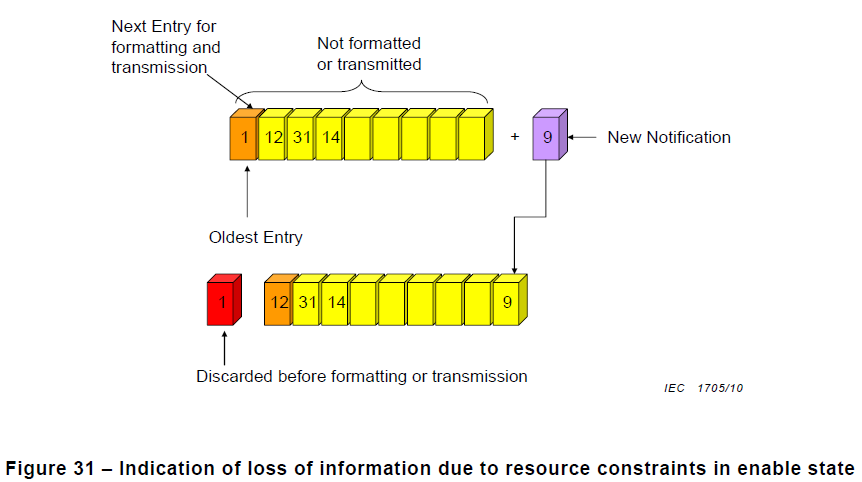 Next Entry for
formatting and
transmission
Not formatted
or transmitted
1 12 31 14
+
9
New Notification
Oldest Entry
1
12 31 14 9
Discarded before formatting or transmission
IEC 1705/10
Figure 31 – Indication of loss of information due to resource constraints in enable state